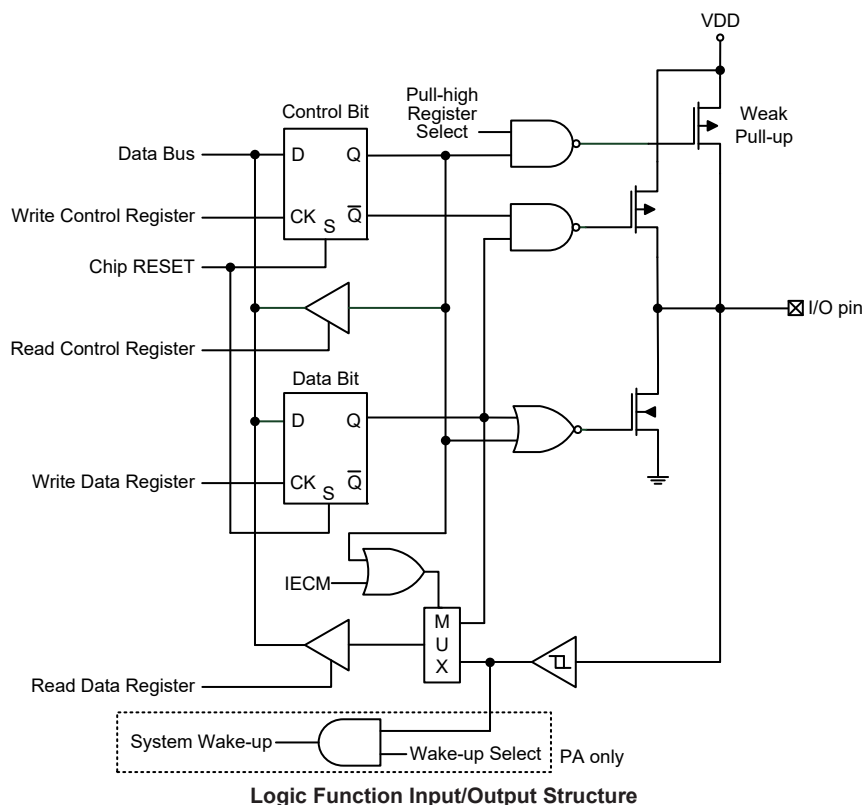 VDD
Control Bit
Pull-high
Register
Select
Weak
Pull-up
Data Bus
D
Q
Write Control Register
CK
S
Q̅
Chip RESET
I/O pin
Read Control Register
Data Bit
D
Q
Write Data Register
CK
S
Q̅
IECM
M
U
X
Read Data Register
System Wake-up
Wake-up Select
PA only
Logic Function Input/Output Structure